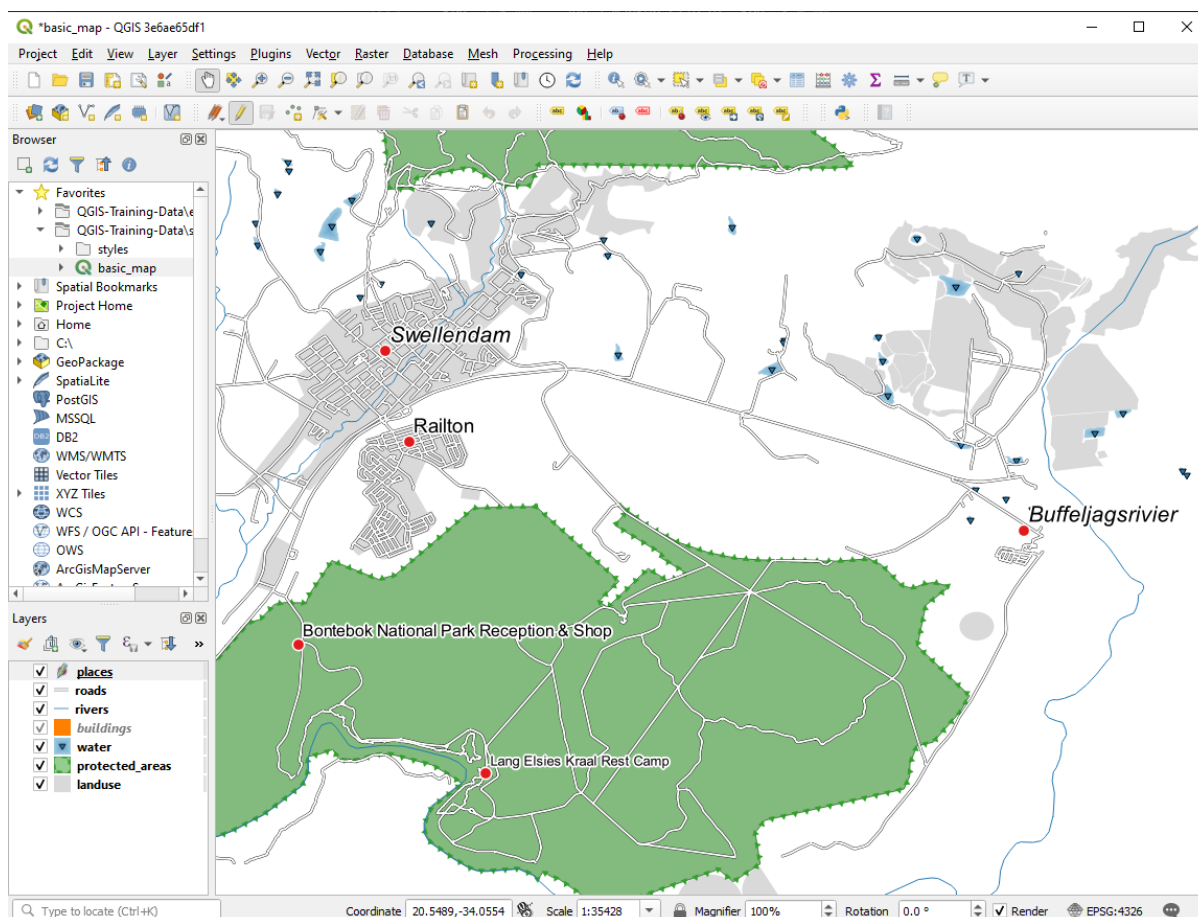 *basic_map - QGIS 3e6ae65df1
Project Edit View Layer Settings Plugins Vector Raster Database Mesh Processing Help
Browser
Favorites
QGIS-Training-Data\e
QGIS-Training-Data\s
styles
basic_map
Spatial Bookmarks
Project Home
Home
C:\
GeoPackage
SpatiaLite
PostGIS
MSSQL
DB2
WMS/WMTS
Vector Tiles
XYZ Tiles
WCS
WFS / OGC API - Feature
OWS
ArcGisMapServer
Layers
places
roads
rivers
buildings
water
protected_areas
landuse
Swellendam
Railton
Buffeljagsrivier
Bontebok National Park Reception & Shop
Lang Elsies Kraal Rest Camp
Type to locate (Ctrl+K) Coordinate 20.5489,-34.0554 Scale 1:35428 Magnifier 100% Rotation 0.0 ° Render EPSG:4326